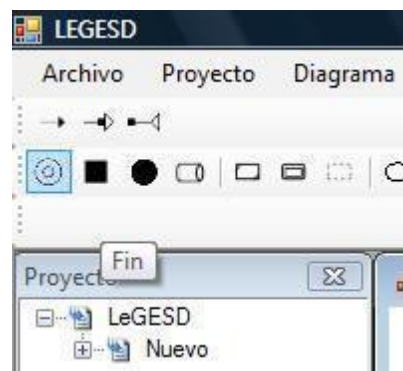 LEGESD
Archivo Proyecto Diagrama
Fin
Proyecto
LeGESD
Nuevo